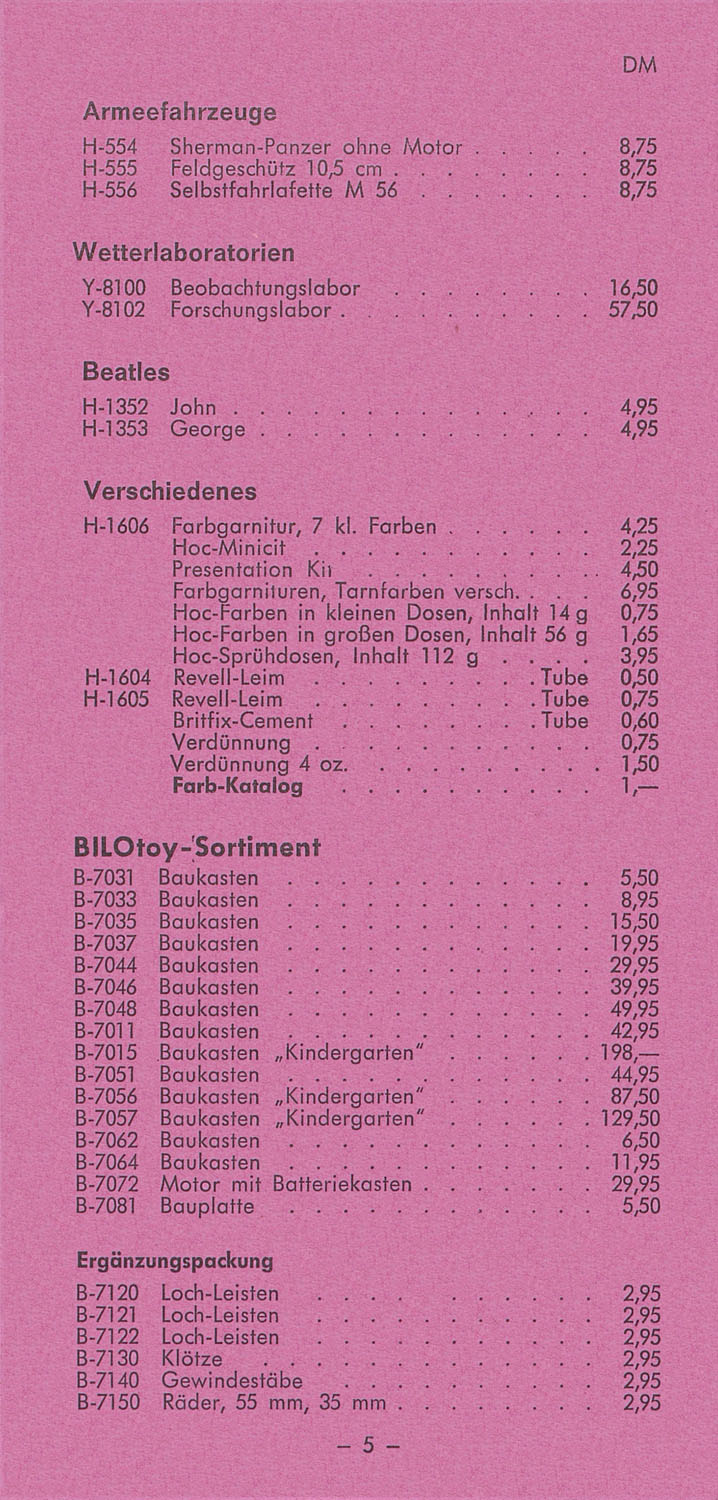 DM
Armeefahrzeuge
H-554 Sherman-Panzer ohne Motor . . . . . 8,75
H-555 Feldgeschütz 10,5 cm . . . . . . . . 8,75
H-556 Selbstfahrlafette M 56 . . . . . . . 8,75
Wetterlaboratorien
Y-8100 Beobachtungslabor . . . . . . . . 16,50
Y-8102 Forschungslabor . . . . . . . . . . 57,50
Beatles
H-1352 John . . . . . . . . . . . . . . 4,95
H-1353 George . . . . . . . . . . . . . 4,95
Verschiedenes
H-1606 Farbgarnitur, 7 kl. Farben . . . . . . 4,25
Hoc-Minicit . . . . . . . . . . . 2,25
Presentation Kit . . . . . . . . . . 4,50
Farbgarnituren, Tarnfarben versch. . . . 6,95
Hoc-Farben in kleinen Dosen, Inhalt 14 g 0,75
Hoc-Farben in großen Dosen, Inhalt 56 g 1,65
Hoc-Sprühdosen, Inhalt 112 g . . . . 3,95
H-1604 Revell-Leim . . . . . . . . . Tube 0,50
H-1605 Revell-Leim . . . . . . . . . Tube 0,75
Britfix-Cement . . . . . . . . Tube 0,60
Verdünnung . . . . . . . . . . . 0,75
Verdünnung 4 oz. . . . . . . . . . . 1,50
Farb-Katalog . . . . . . . . . . 1,—
BILOtoy-Sortiment
B-7031 Baukasten . . . . . . . . . . . . 5,50
B-7033 Baukasten . . . . . . . . . . . . 8,95
B-7035 Baukasten . . . . . . . . . . . . 15,50
B-7037 Baukasten . . . . . . . . . . . . 19,95
B-7044 Baukasten . . . . . . . . . . . . 29,95
B-7046 Baukasten . . . . . . . . . . . . 39,95
B-7048 Baukasten . . . . . . . . . . . . 49,95
B-7011 Baukasten . . . . . . . . . . . . 42,95
B-7015 Baukasten „Kindergarten“ . . . . . . 198,—
B-7051 Baukasten . . . . . . . . . . . . 44,95
B-7056 Baukasten „Kindergarten“ . . . . . . 87,50
B-7057 Baukasten „Kindergarten“ . . . . . . 129,50
B-7062 Baukasten . . . . . . . . . . . . 6,50
B-7064 Baukasten . . . . . . . . . . . . 11,95
B-7072 Motor mit Batteriekasten . . . . . . . 29,95
B-7081 Bauplatte . . . . . . . . . . . . 5,50
Ergänzungspackung
B-7120 Loch-Leisten . . . . . . . . . . 2,95
B-7121 Loch-Leisten . . . . . . . . . . . 2,95
B-7122 Loch-Leisten . . . . . . . . . . . 2,95
B-7130 Klötze . . . . . . . . . . . . . 2,95
B-7140 Gewindestäbe . . . . . . . . . . 2,95
B-7150 Räder, 55 mm, 35 mm . . . . . . . . 2,95
– 5 –